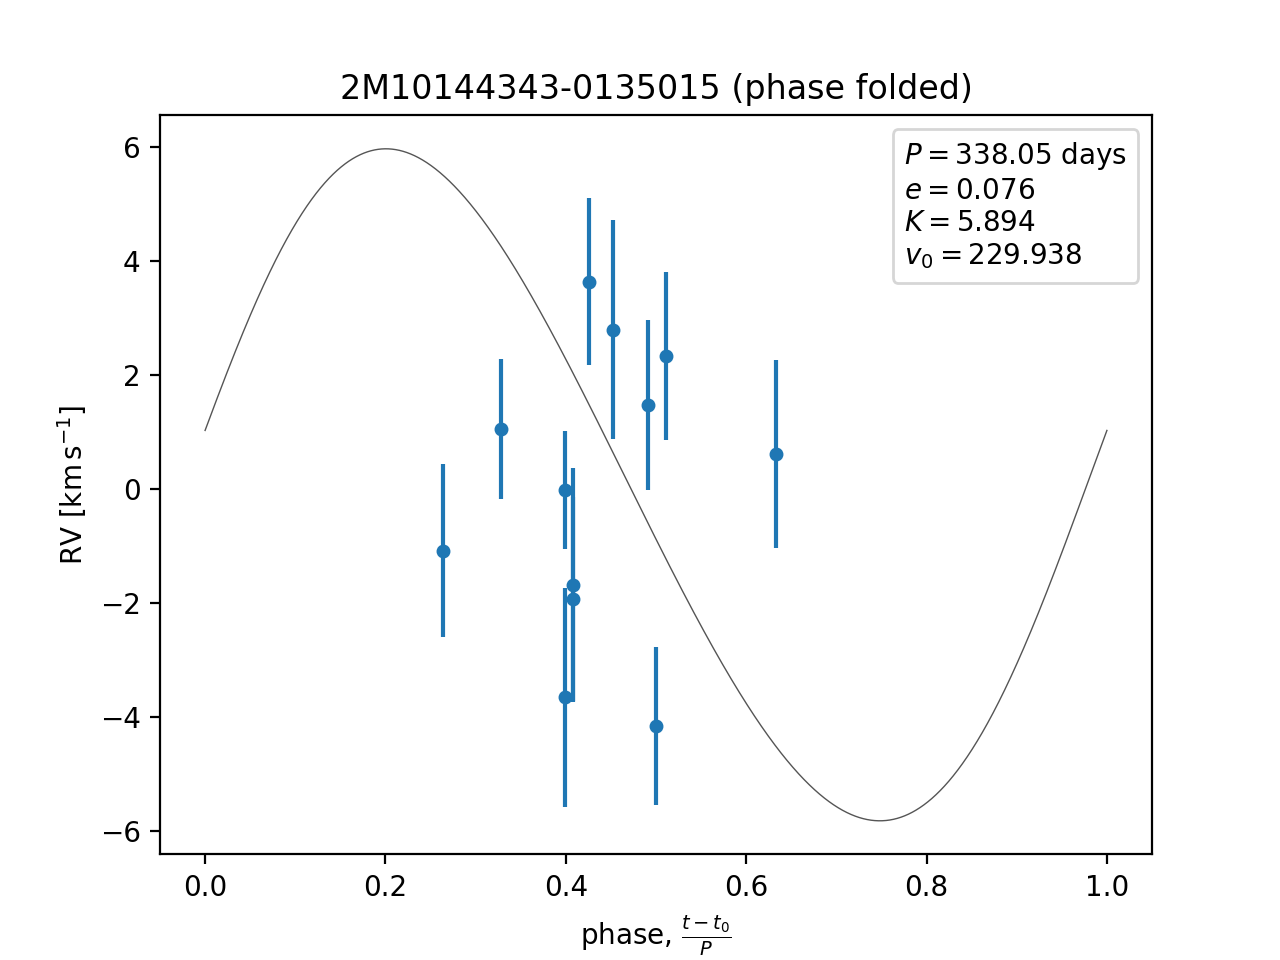 2M10144343-0135015 (phase folded)
P = 338.05 days
e = 0.076
K = 5.894
v₀ = 229.938
RV [km s⁻¹]
6
4
2
0
−2
−4
−6
0.0 0.2 0.4 0.6 0.8 1.0
phase, (t − t₀)/P